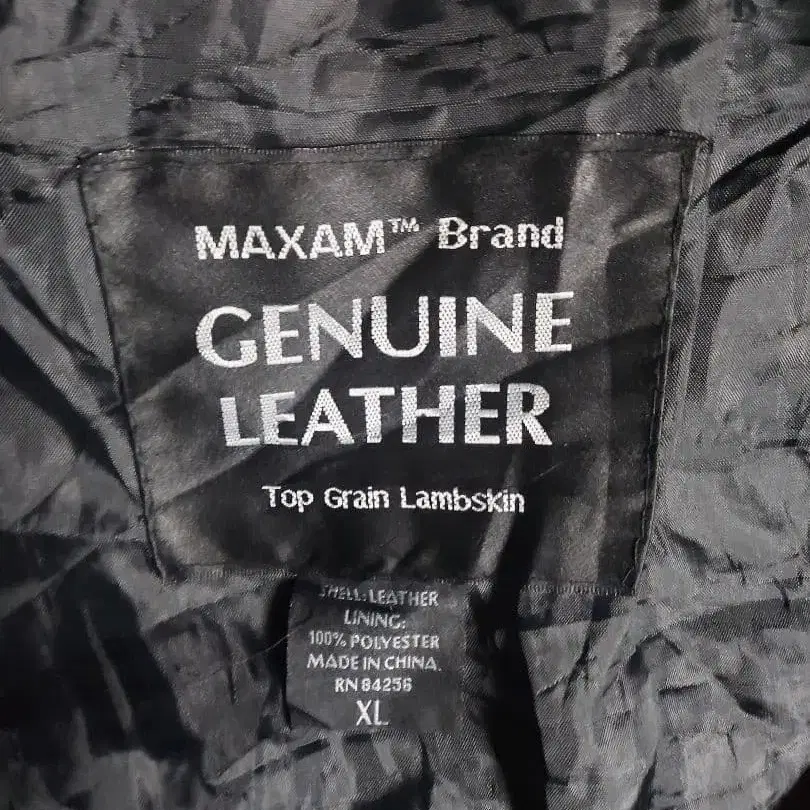 MAXAM™ Brand
GENUINE
LEATHER
Top Grain Lambskin
SHELL: LEATHER
LINING:
100% POLYESTER
MADE IN CHINA.
RN 84256
XL